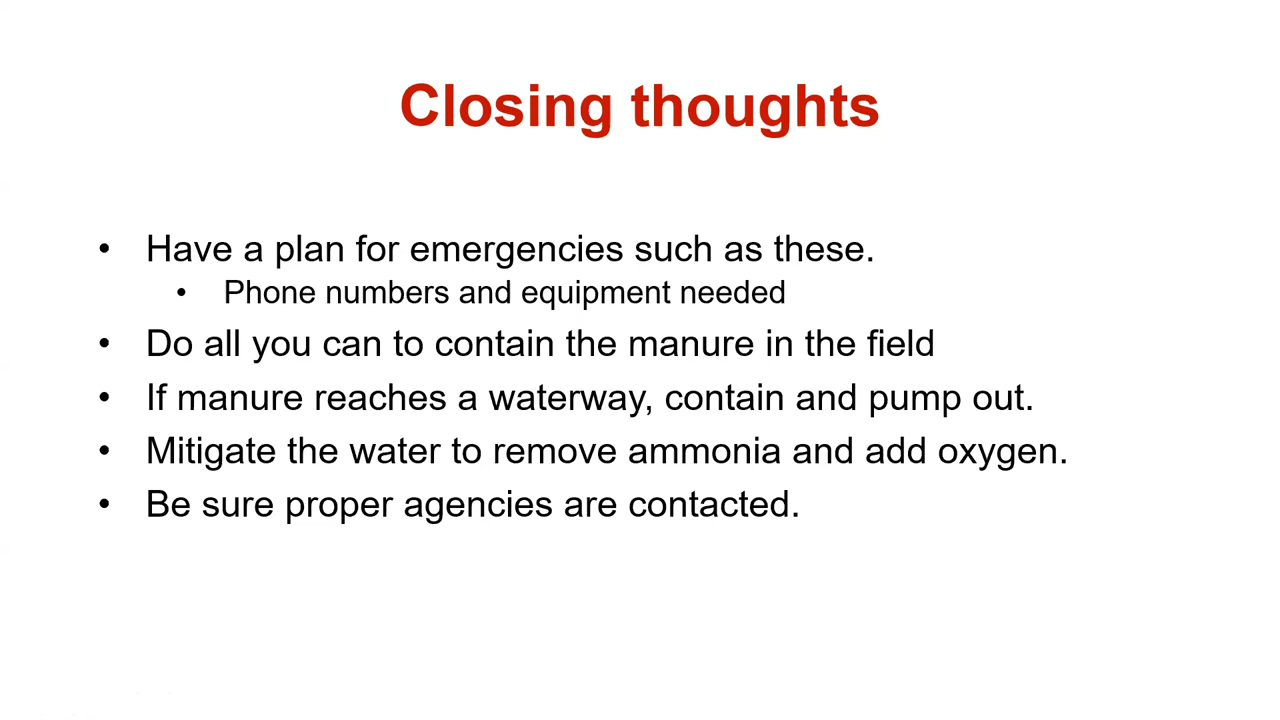 Closing thoughts
• Have a plan for emergencies such as these.
• Phone numbers and equipment needed
• Do all you can to contain the manure in the field
• If manure reaches a waterway, contain and pump out.
• Mitigate the water to remove ammonia and add oxygen.
• Be sure proper agencies are contacted.